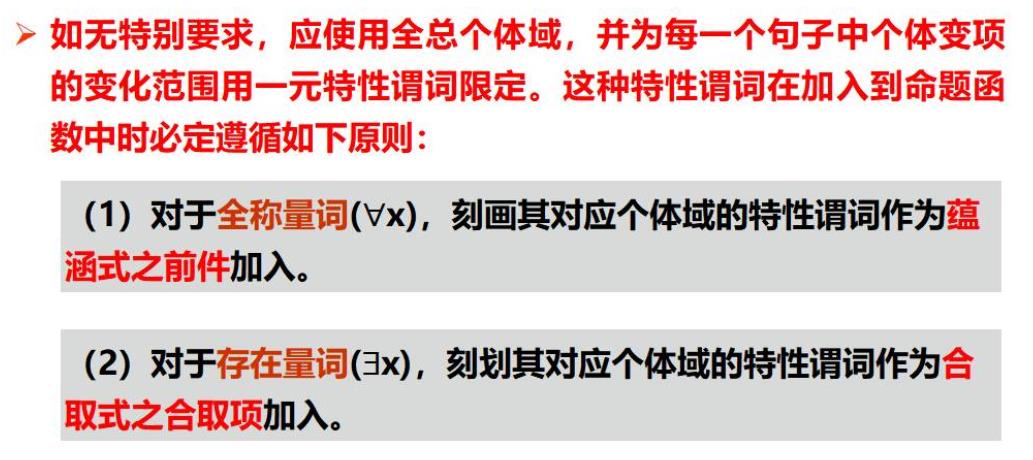 ➢ 如无特别要求，应使用全总个体域，并为每一个句子中个体变项
的变化范围用一元特性谓词限定。这种特性谓词在加入到命题函
数中时必定遵循如下原则：
（1）对于全称量词(∀x)，刻画其对应个体域的特性谓词作为蕴
涵式之前件加入。
（2）对于存在量词(∃x)，刻划其对应个体域的特性谓词作为合
取式之合取项加入。